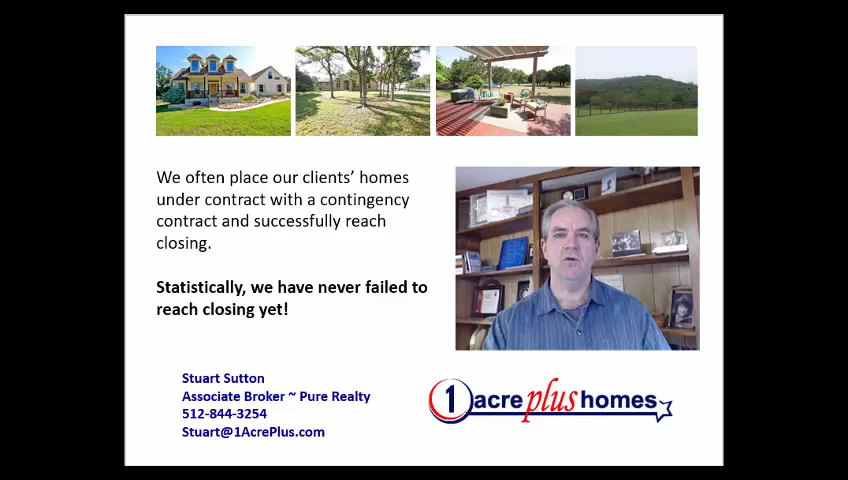 We often place our clients’ homes
under contract with a contingency
contract and successfully reach
closing.
Statistically, we have never failed to
reach closing yet!
Stuart Sutton
Associate Broker ~ Pure Realty
512-844-3254
Stuart@1AcrePlus.com
1 acre plus homes